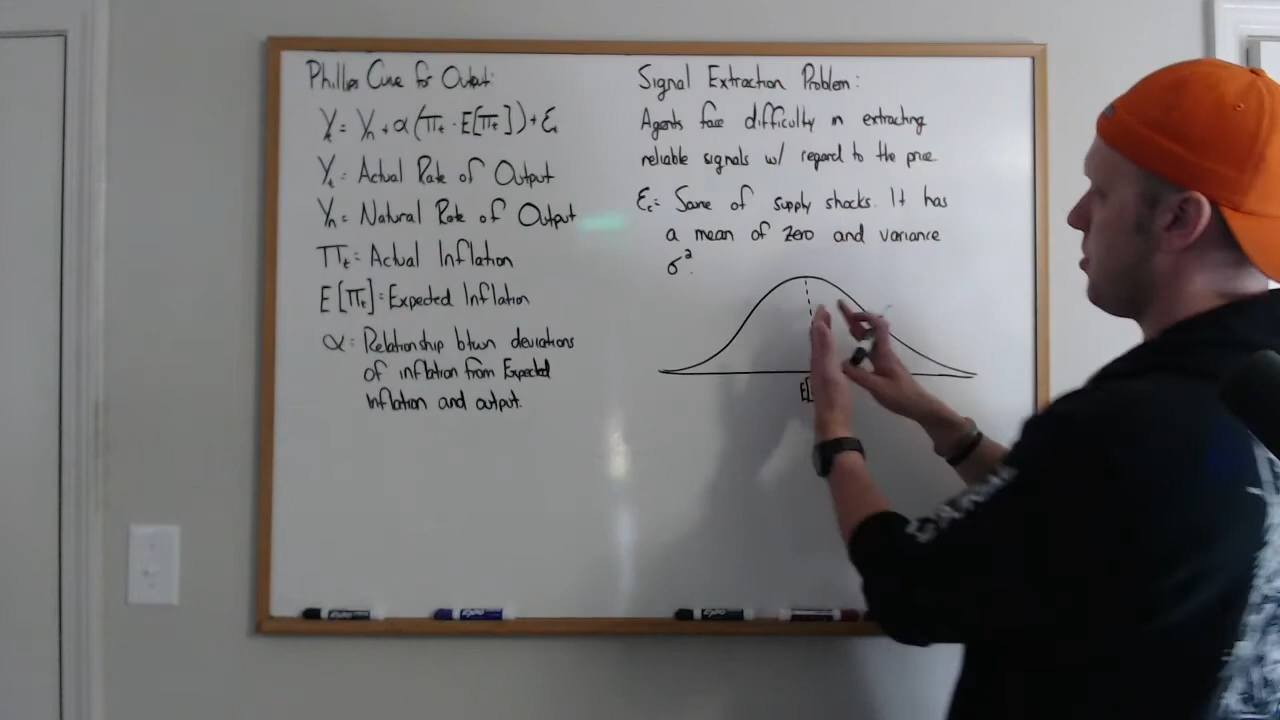 Phillips Curve for Output:
Yt = Yn + α(πt - E[πt]) + εt
Yt = Actual Rate of Output
Yn = Natural Rate of Output
πt = Actual Inflation
E[πt] = Expected Inflation
α = Relationship btwn deviations
of inflation from Expected
Inflation and output.
Signal Extraction Problem:
Agents face difficulty in extracting
reliable signals w/ regard to the price
εt = Same of supply shocks. It has
a mean of zero and variance
σ².
E[